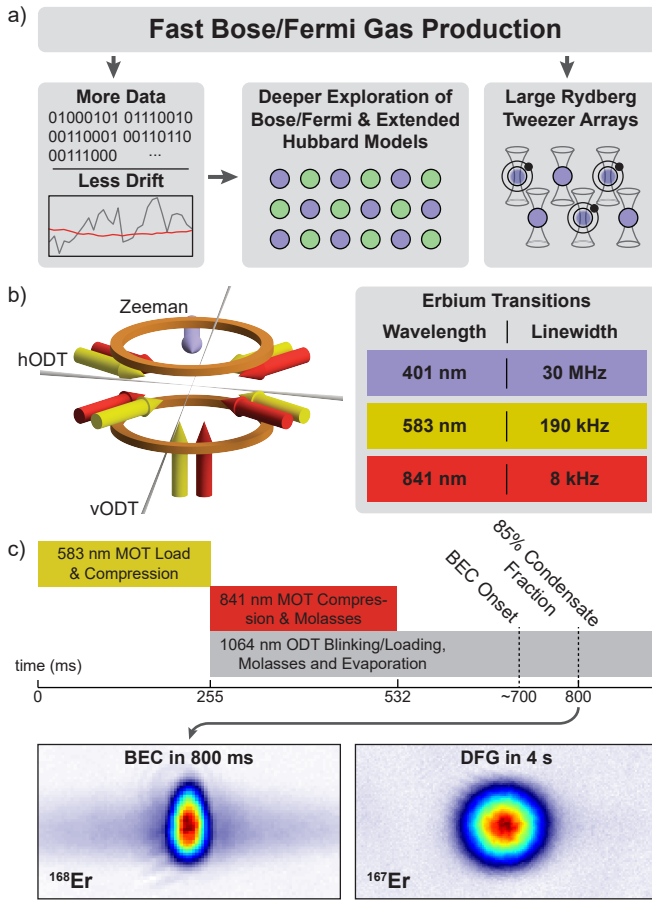 a)
Fast Bose/Fermi Gas Production
More Data
01000101 01110010
00110001 00110110
00111000 ...
Less Drift
Deeper Exploration of
Bose/Fermi & Extended
Hubbard Models
Large Rydberg
Tweezer Arrays
b)
Zeeman
hODT
vODT
Erbium Transitions
Wavelength | Linewidth
401 nm | 30 MHz
583 nm | 190 kHz
841 nm | 8 kHz
c)
583 nm MOT Load
& Compression
841 nm MOT Compres-
sion & Molasses
1064 nm ODT Blinking/Loading,
Molasses and Evaporation
BEC Onset
85% Condensate
Fraction
time (ms)
0
255
532
~700
800
BEC in 800 ms
168Er
DFG in 4 s
167Er